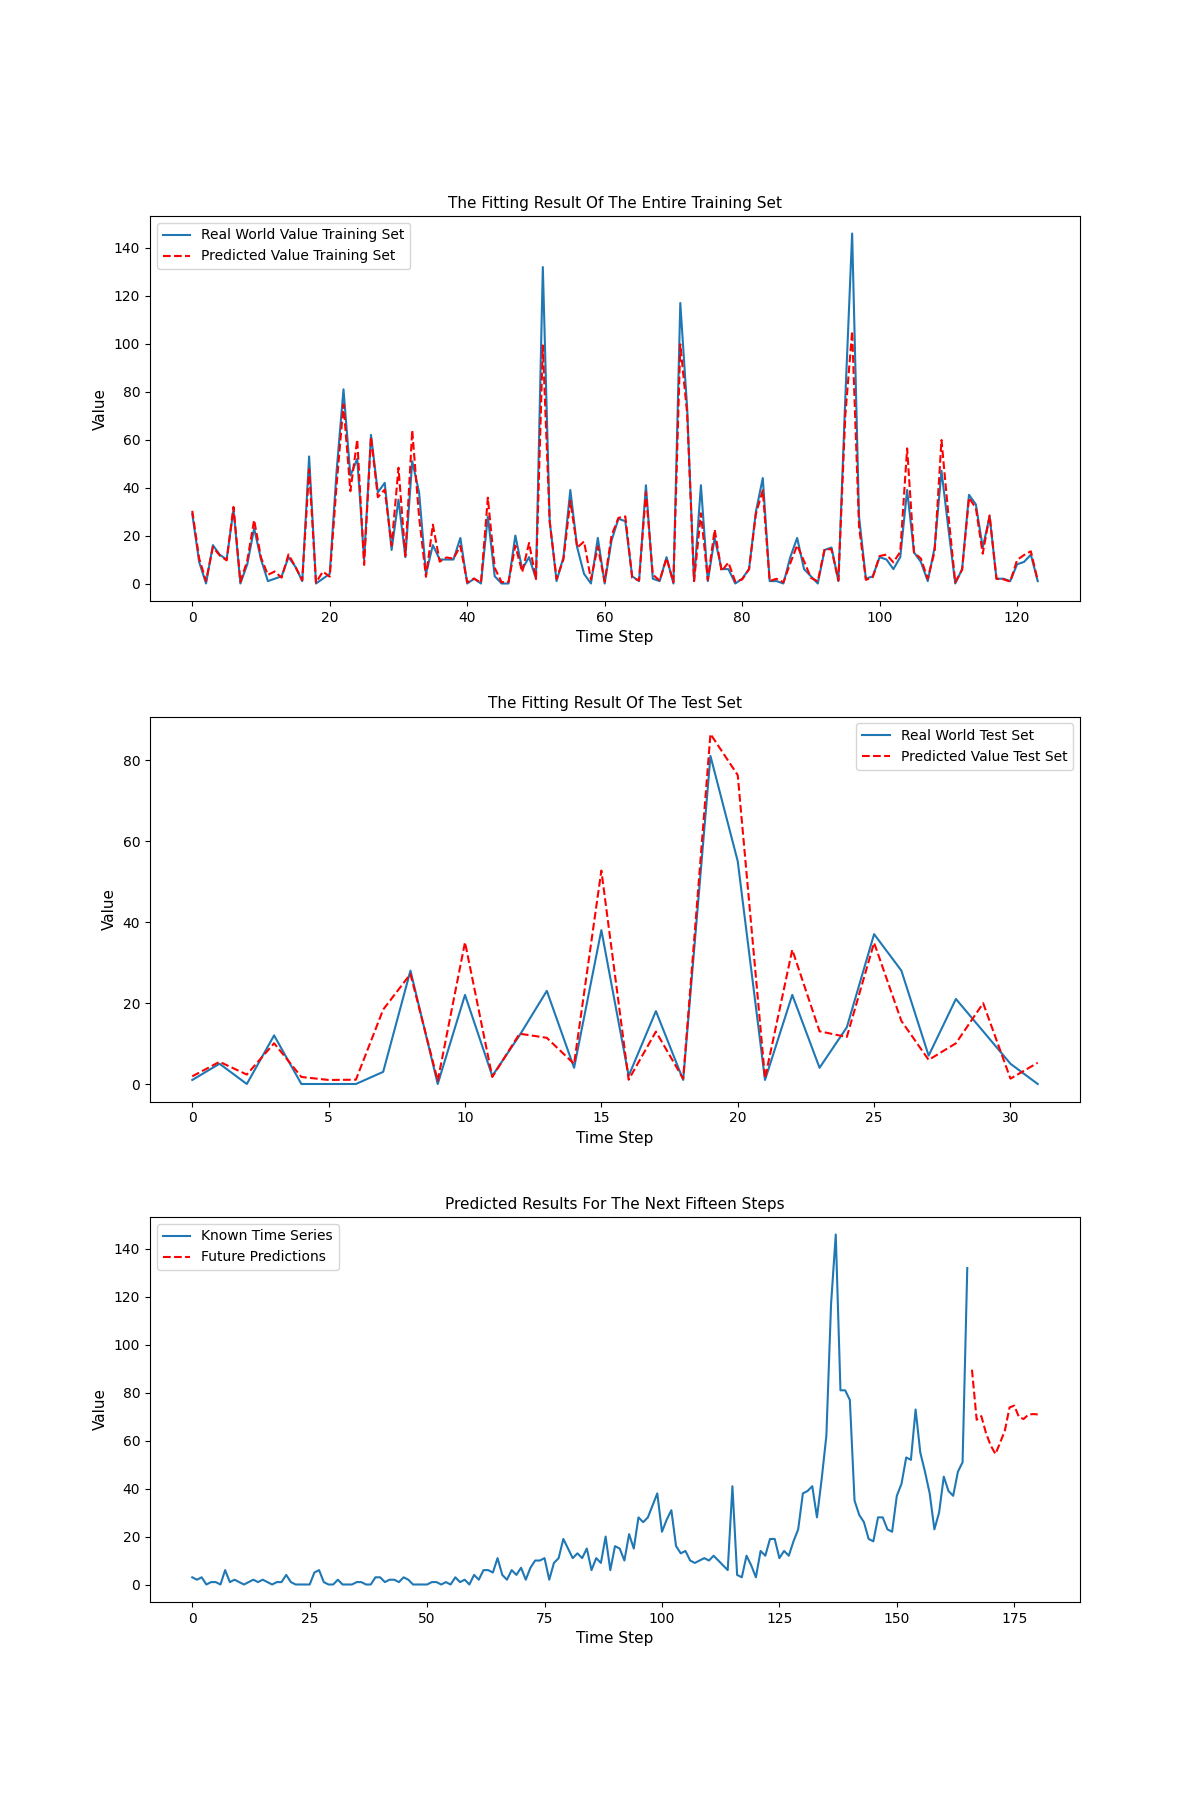 The Fitting Result Of The Entire Training Set
Real World Value Training Set
Predicted Value Training Set
Value
140
120
100
80
60
40
20
0
0 20 40 60 80 100 120
Time Step
The Fitting Result Of The Test Set
Real World Test Set
Predicted Value Test Set
Value
80
60
40
20
0
0 5 10 15 20 25 30
Time Step
Predicted Results For The Next Fifteen Steps
Known Time Series
Future Predictions
Value
140
120
100
80
60
40
20
0
0 25 50 75 100 125 150 175
Time Step